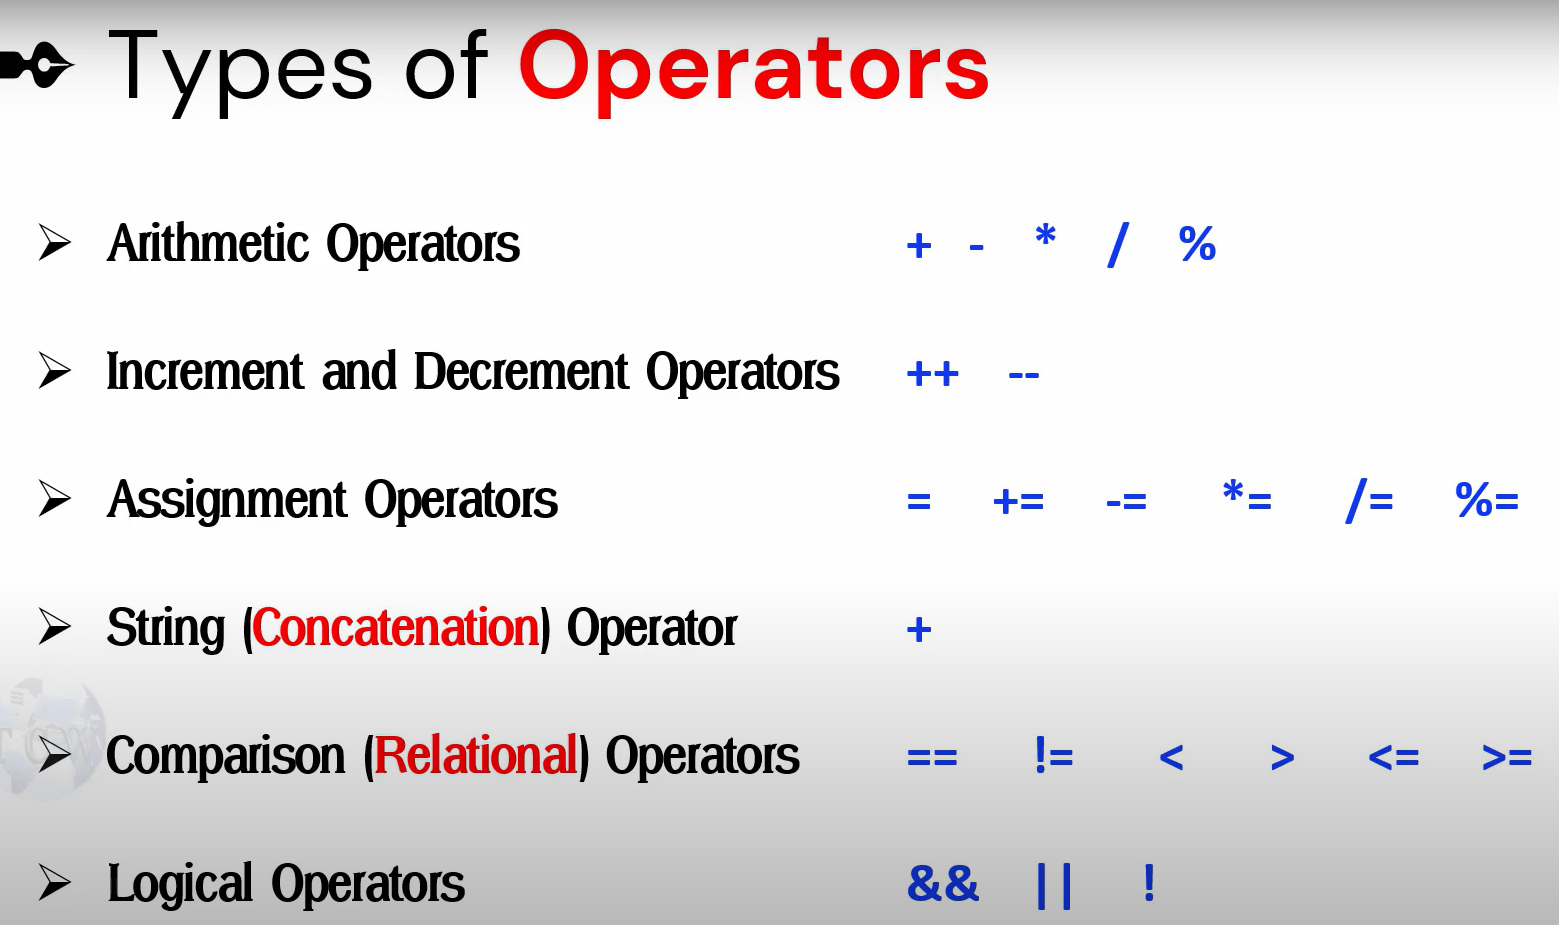 Types of Operators
Arithmetic Operators + - * / %
Increment and Decrement Operators ++ --
Assignment Operators = += -= *= /= %=
String (Concatenation) Operator +
Comparison (Relational) Operators == != < > <= >=
Logical Operators && || !